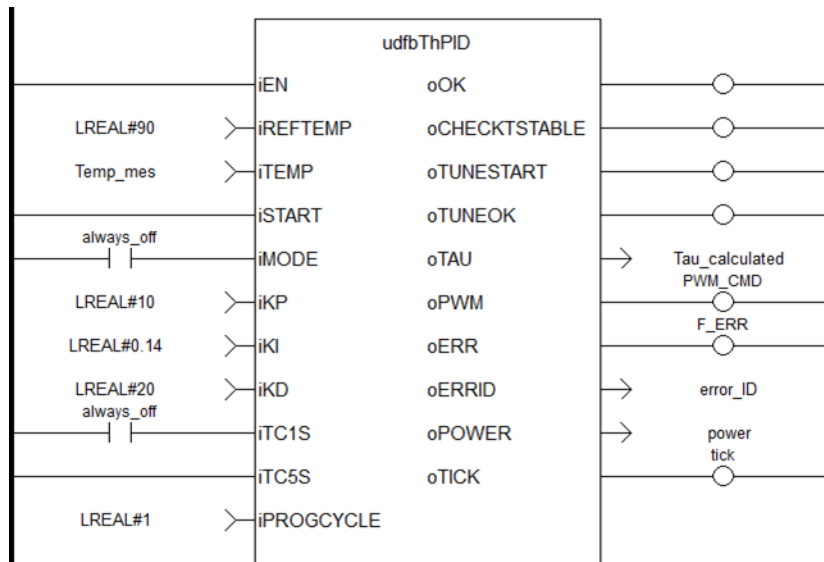 udfbThPID
iEN oOK
LREAL#90 iREFTEMP oCHECKTSTABLE
Temp_mes iTEMP oTUNESTART
iSTART oTUNEOK
always_off
iMODE oTAU Tau_calculated
PWM_CMD
LREAL#10 iKP oPWM
F_ERR
LREAL#0.14 iKI oERR
LREAL#20 iKD oERRID error_ID
always_off
iTC1S oPOWER power
tick
iTC5S oTICK
LREAL#1 iPROGCYCLE